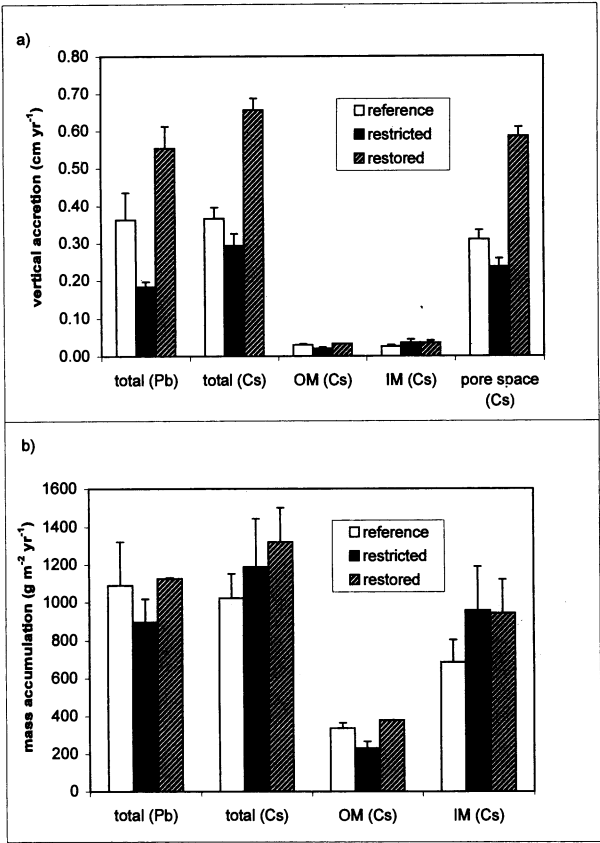 a)
0.80
0.70
0.60
0.50
0.40
0.30
0.20
0.10
0.00
vertical accretion (cm yr⁻¹)
reference
restricted
restored
total (Pb) total (Cs) OM (Cs) IM (Cs) pore space
(Cs)
b)
1600
1400
1200
1000
800
600
400
200
0
mass accumulation (g m⁻² yr⁻¹)
reference
restricted
restored
total (Pb) total (Cs) OM (Cs) IM (Cs)